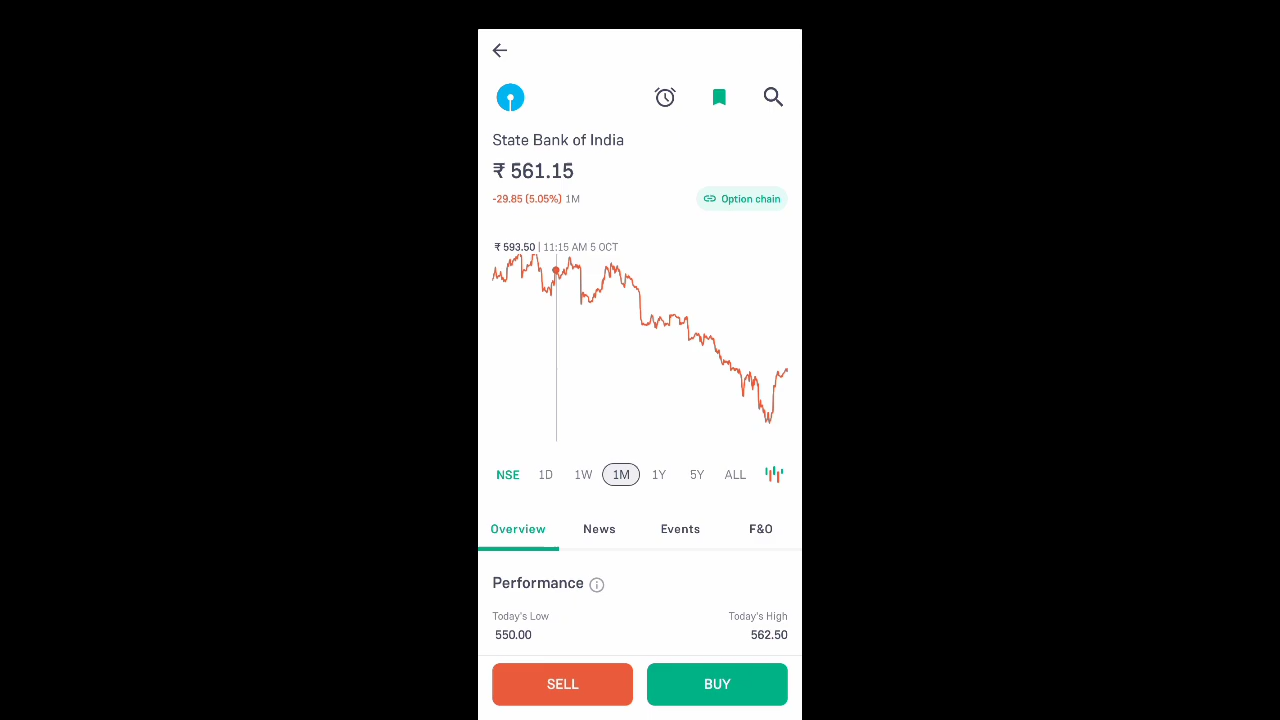 State Bank of India
₹ 561.15
-29.85 (5.05%) 1M
Option chain
₹ 593.50 | 11:15 AM 5 OCT
NSE 1D 1W 1M 1Y 5Y ALL
Overview News Events F&O
Performance
Today's Low Today's High
550.00 562.50
SELL BUY